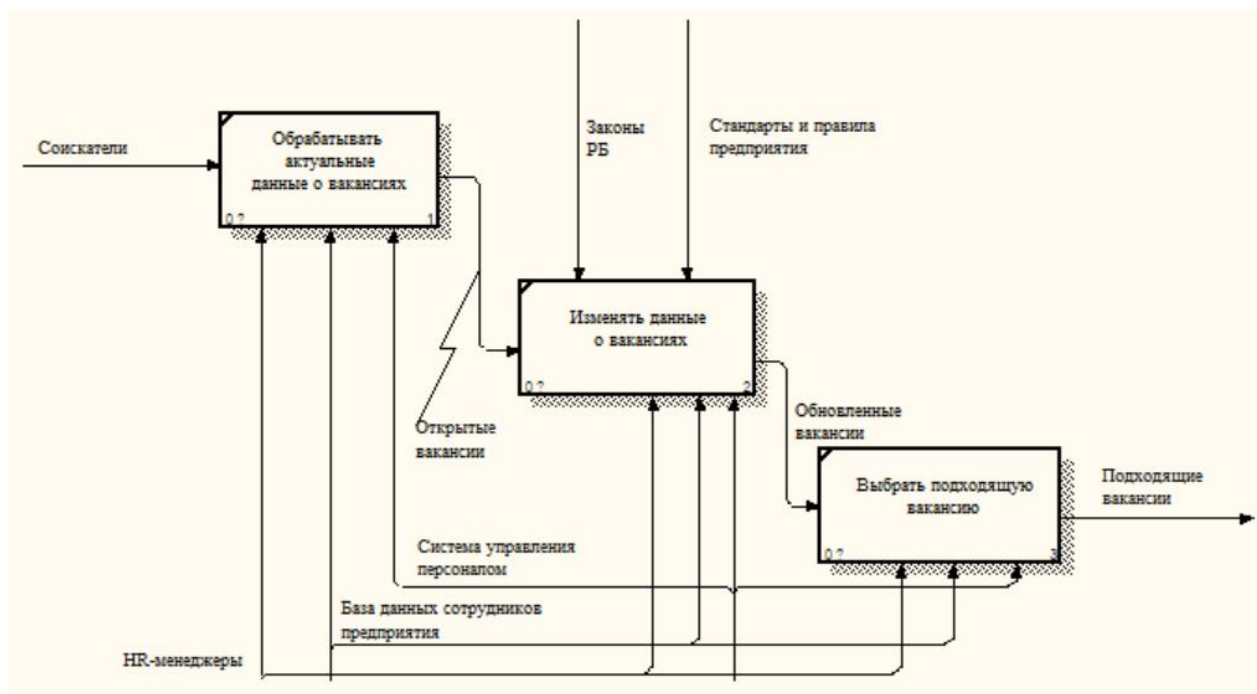 Соискатели
Обрабатывать
актуальные
данные о вакансиях
0 ?
1
Законы
РБ
Стандарты и правила
предприятия
Изменять данные
о вакансиях
0 ?
2
Открытые
вакансии
Обновленные
вакансии
Выбрать подходящую
вакансию
0 ?
3
Подходящие
вакансии
Система управления
персоналом
База данных сотрудников
предприятия
HR-менеджеры